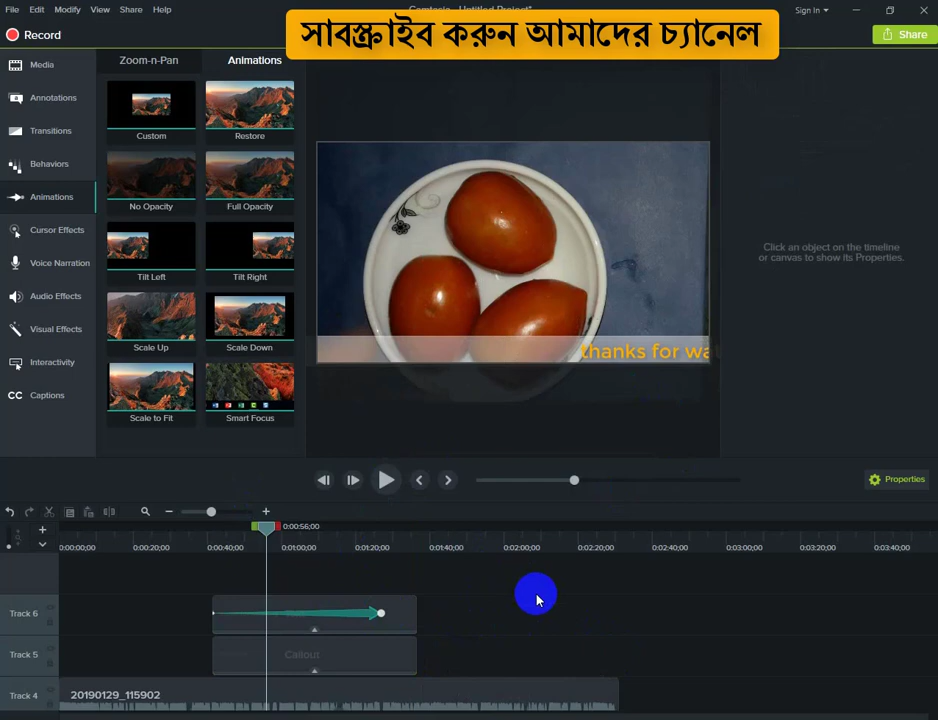 File Edit Modify View Share Help
Sign In
সাবস্ক্রাইব করুন আমাদের চ্যানেল
Record
Share
Media
Annotations
Transitions
Behaviors
Animations
Cursor Effects
Voice Narration
Audio Effects
Visual Effects
Interactivity
CC Captions
Zoom-n-Pan Animations
Custom Restore
No Opacity Full Opacity
Tilt Left Tilt Right
Scale Up Scale Down
Scale to Fit Smart Focus
thanks for wa
Click an object on the timeline
or canvas to show its Properties.
Properties
0:00:56;00
0:00:00;00 0:00:20;00 0:00:40;00 0:01:00;00 0:01:20;00 0:01:40;00 0:02:00;00 0:02:20;00 0:02:40;00 0:03:00;00 0:03:20;00 0:03:40;00
Track 6
Track 5 Callout
Track 4 20190129_115902